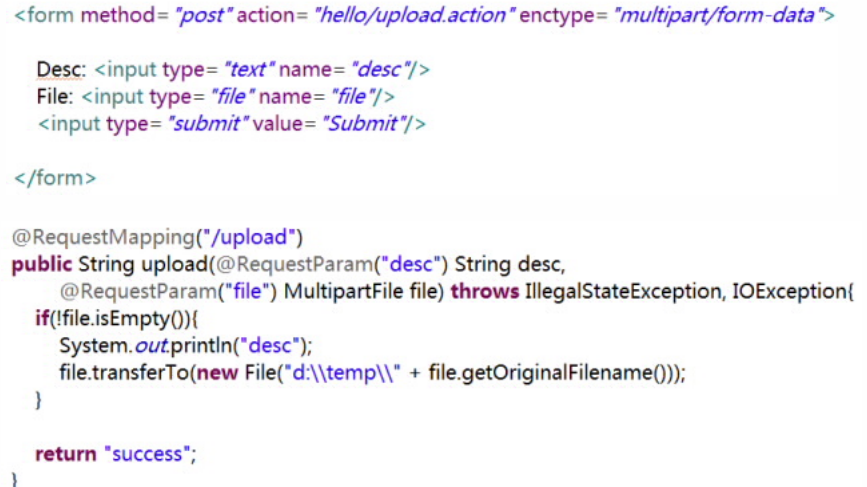 <form method="post" action="hello/upload.action" enctype="multipart/form-data">
Desc: <input type="text" name="desc"/>
File: <input type="file" name="file"/>
<input type="submit" value="Submit"/>
</form>
@RequestMapping("/upload")
public String upload(@RequestParam("desc") String desc,
@RequestParam("file") MultipartFile file) throws IllegalStateException, IOException{
if(!file.isEmpty()){
System.out.println("desc");
file.transferTo(new File("d:\\temp\\" + file.getOriginalFilename()));
}
return "success";
}